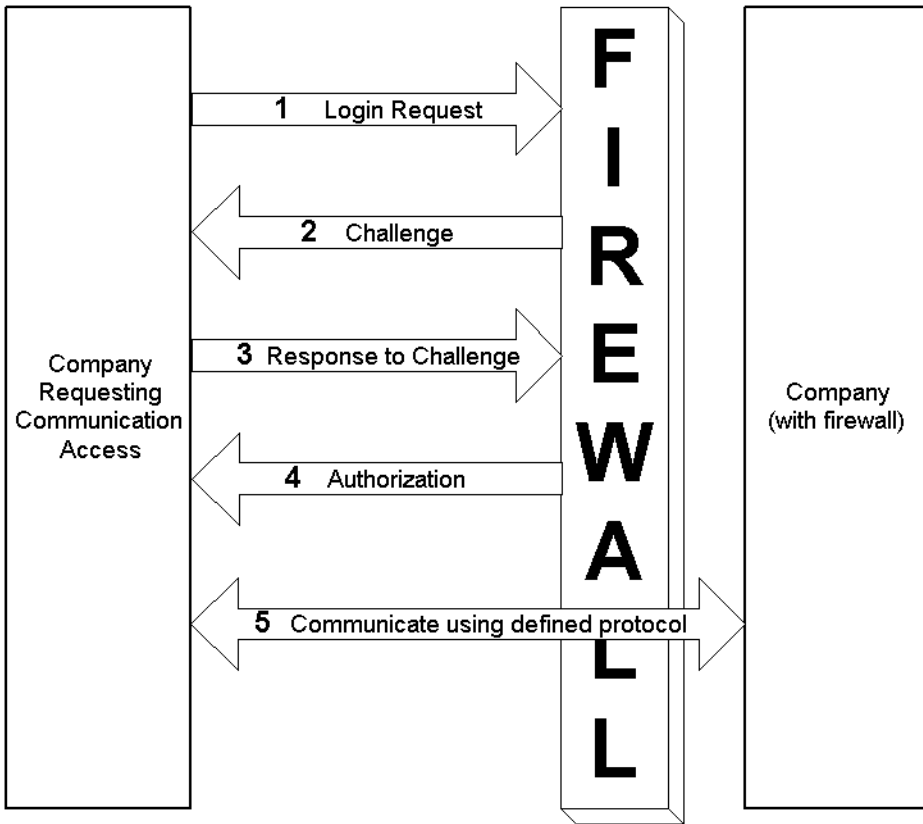 Company
Requesting
Communication
Access
1 Login Request
2 Challenge
3 Response to Challenge
4 Authorization
5 Communicate using defined protocol
FIREWALL
Company
(with firewall)